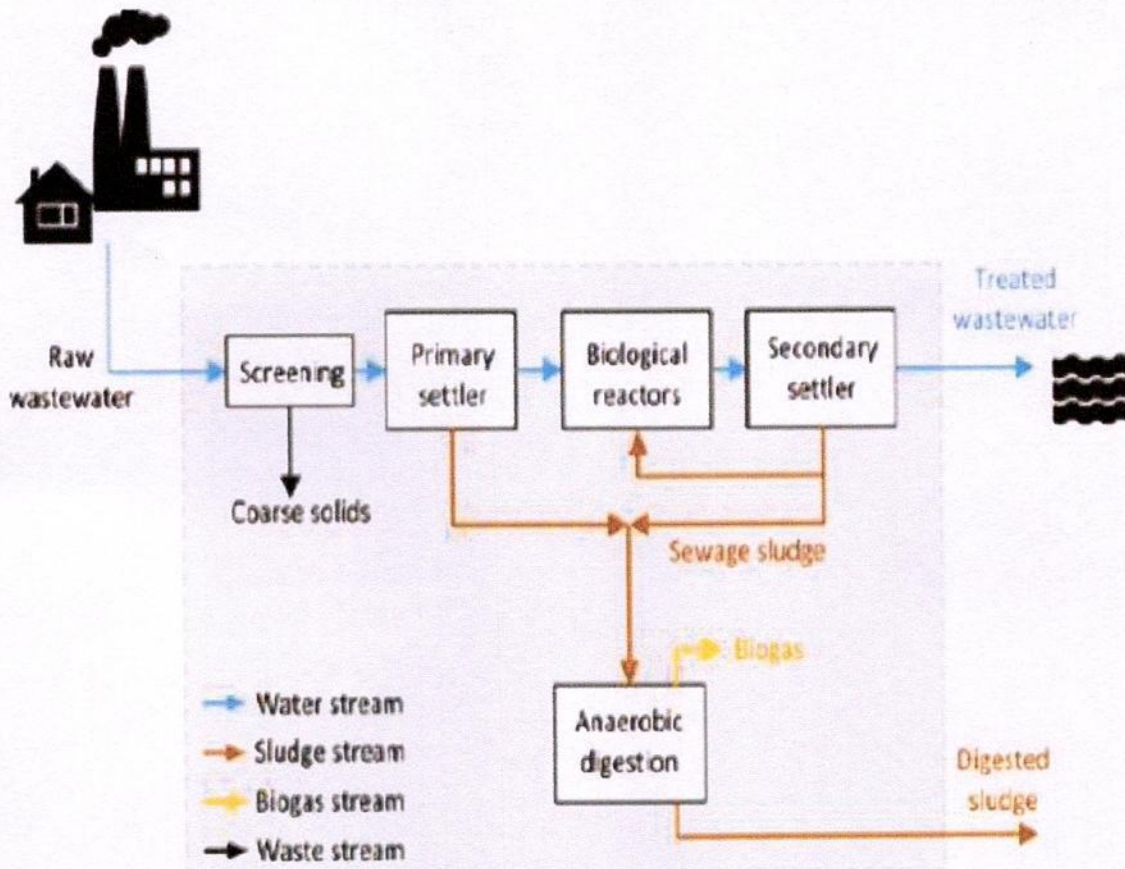 Treated
wastewater
Raw
wastewater
Screening
Primary
settler
Biological
reactors
Secondary
settler
Coarse solids
Sewage sludge
Biogas
Anaerobic
digestion
Water stream
Sludge stream
Biogas stream
Waste stream
Digested
sludge